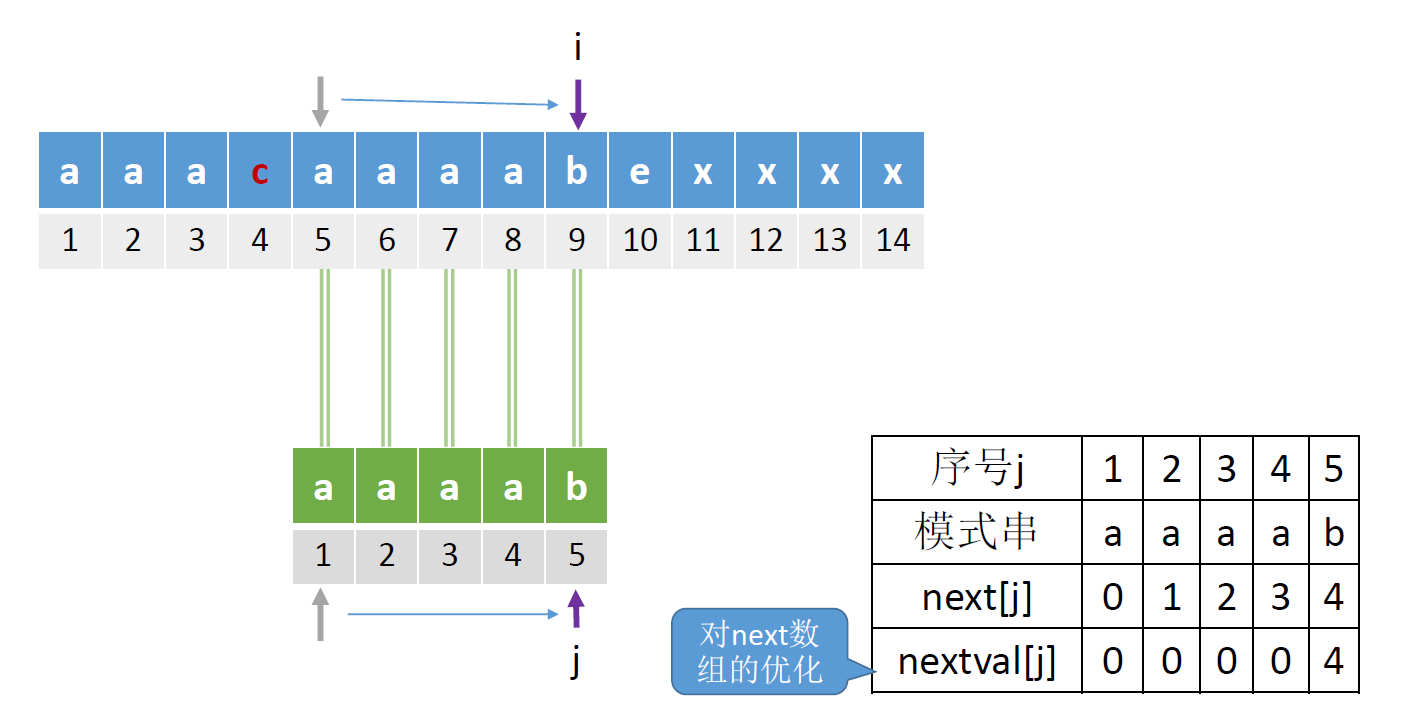 i
a a a c a a a a b e x x x x
1 2 3 4 5 6 7 8 9 10 11 12 13 14
a a a a b
1 2 3 4 5
j
序号j 1 2 3 4 5
模式串 a a a a b
next[j] 0 1 2 3 4
nextval[j] 0 0 0 0 4
对next数
组的优化